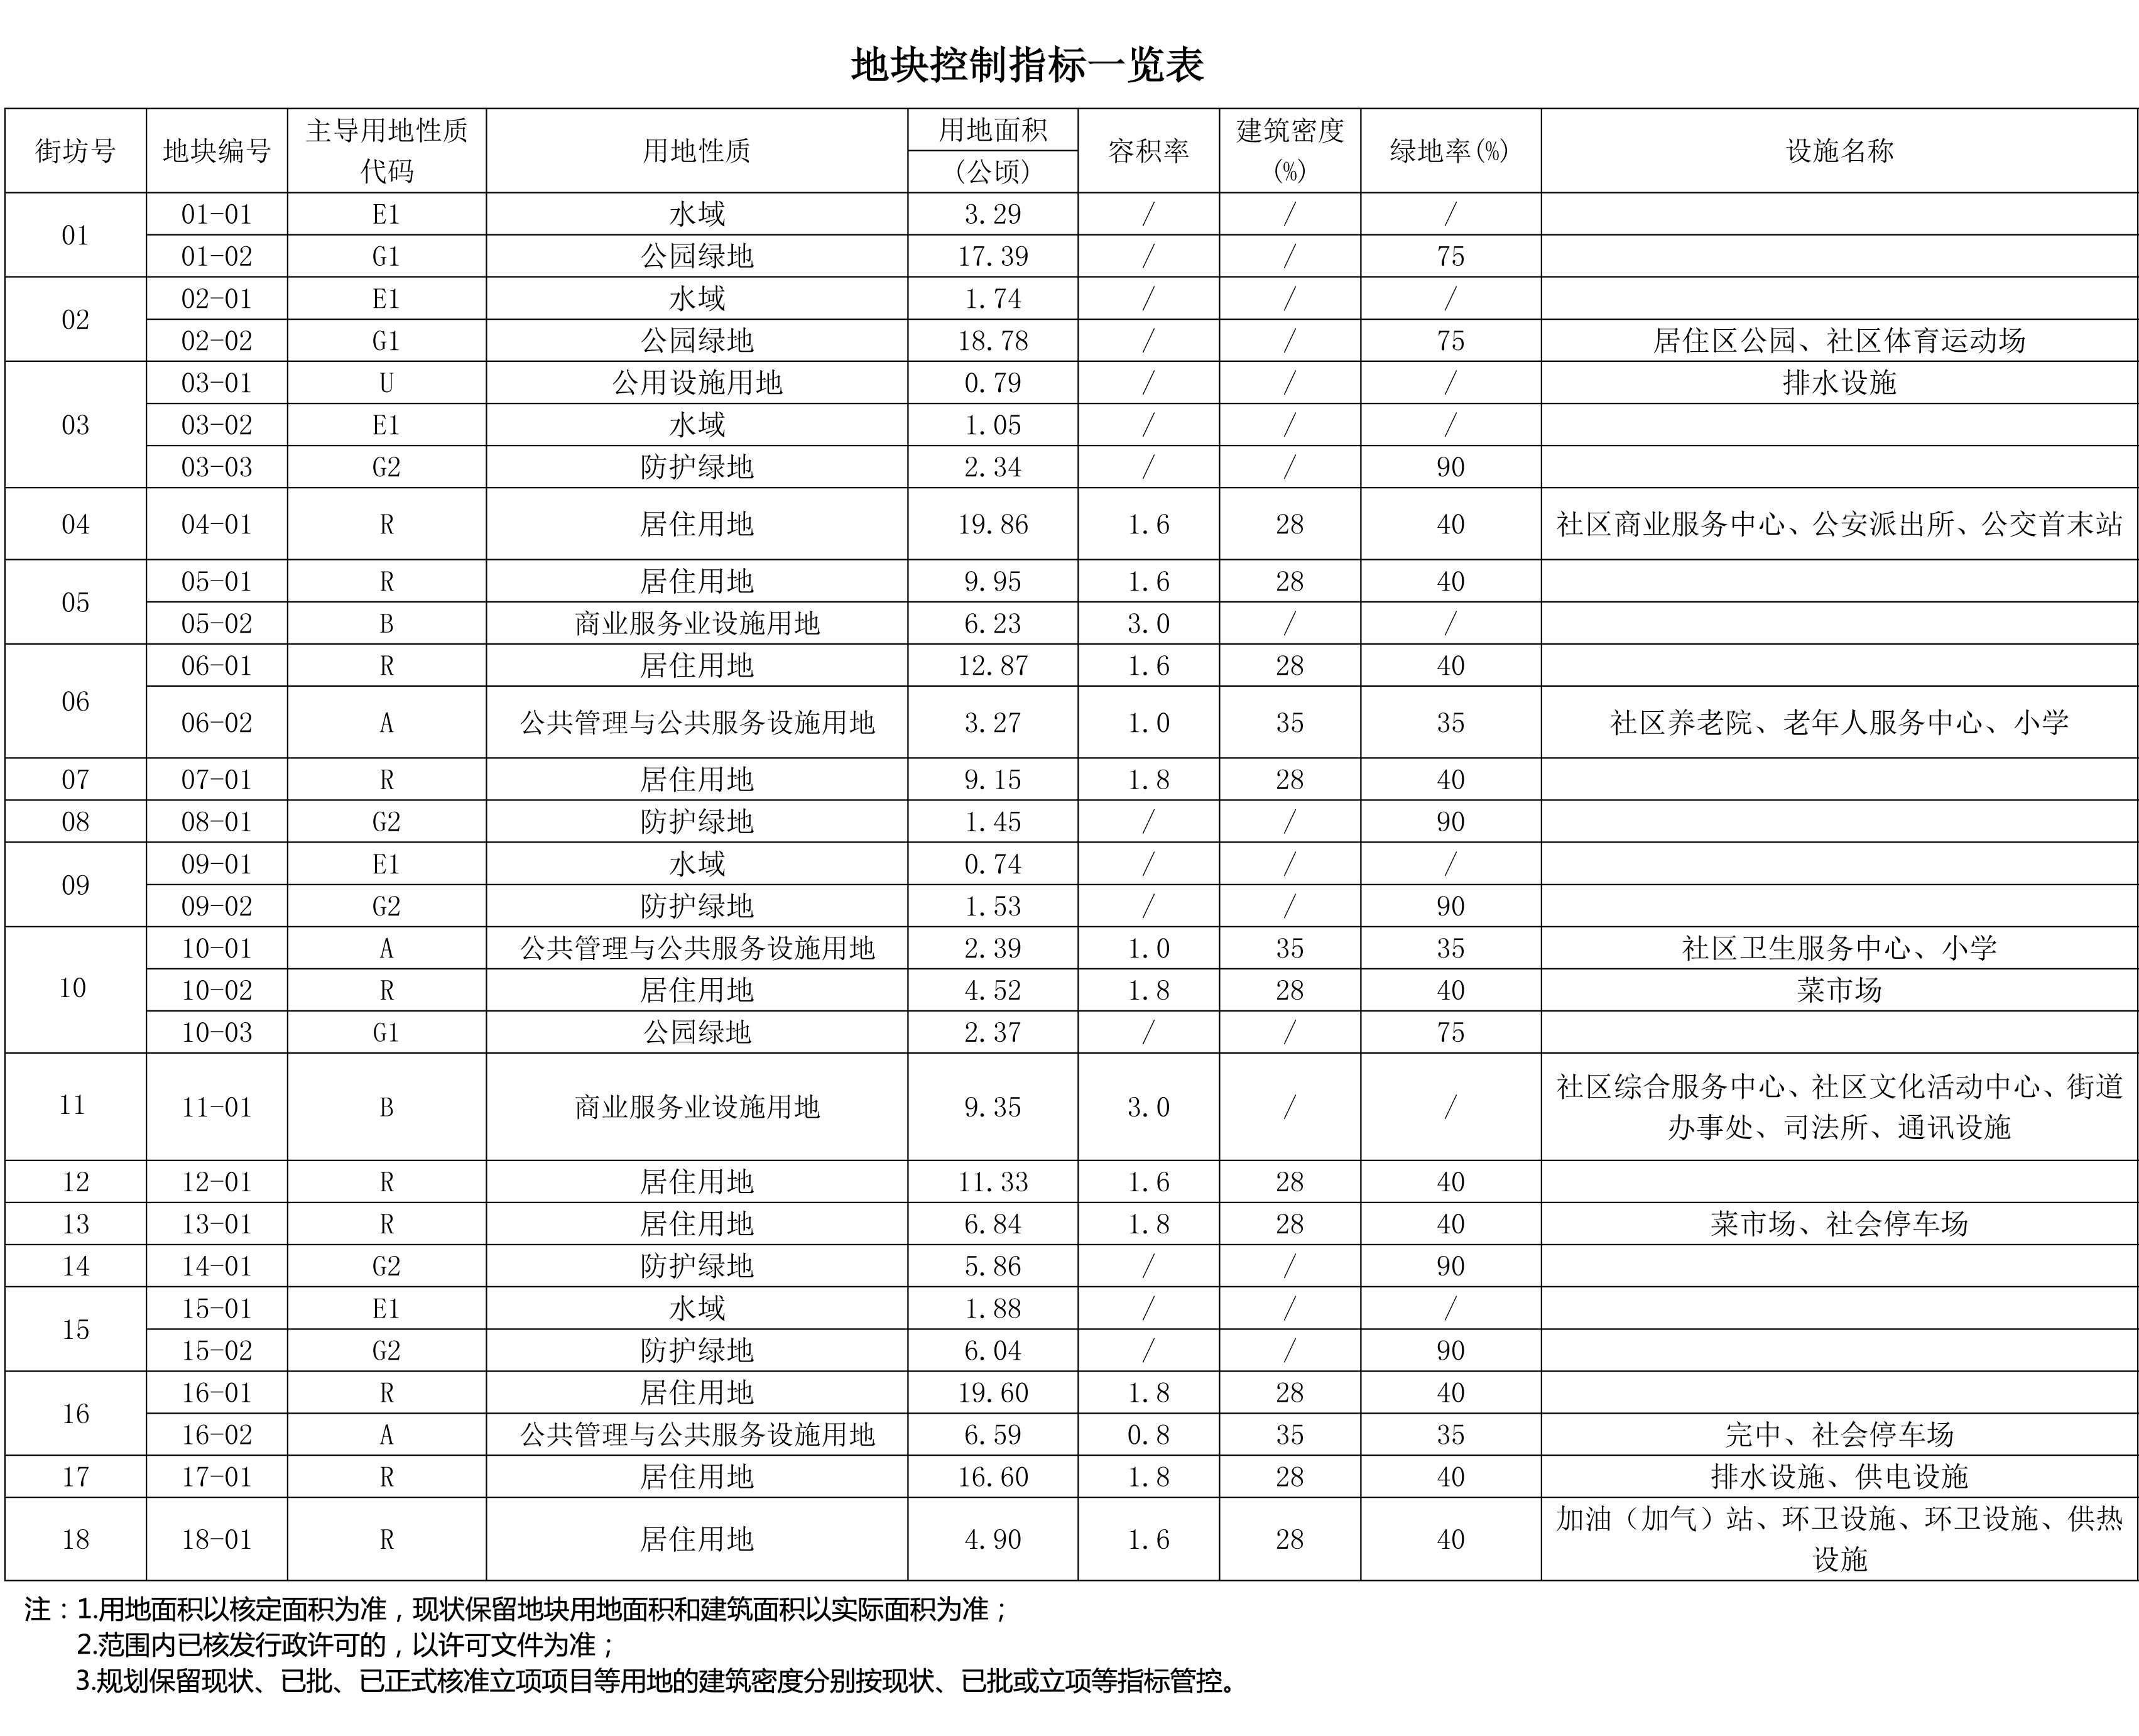 地块控制指标一览表
街坊号 地块编号 主导用地性质代码 用地性质 用地面积(公顷) 容积率 建筑密度(%) 绿地率(%) 设施名称
01 01-01 E1 水域 3.29 / / /
01-02 G1 公园绿地 17.39 / / 75
02 02-01 E1 水域 1.74 / / /
02-02 G1 公园绿地 18.78 / / 75 居住区公园、社区体育运动场
03 03-01 U 公用设施用地 0.79 / / / 排水设施
03-02 E1 水域 1.05 / / /
03-03 G2 防护绿地 2.34 / / 90
04 04-01 R 居住用地 19.86 1.6 28 40 社区商业服务中心、公安派出所、公交首末站
05 05-01 R 居住用地 9.95 1.6 28 40
05-02 B 商业服务业设施用地 6.23 3.0 / /
06 06-01 R 居住用地 12.87 1.6 28 40
06-02 A 公共管理与公共服务设施用地 3.27 1.0 35 35 社区养老院、老年人服务中心、小学
07 07-01 R 居住用地 9.15 1.8 28 40
08 08-01 G2 防护绿地 1.45 / / 90
09 09-01 E1 水域 0.74 / / /
09-02 G2 防护绿地 1.53 / / 90
10 10-01 A 公共管理与公共服务设施用地 2.39 1.0 35 35 社区卫生服务中心、小学
10-02 R 居住用地 4.52 1.8 28 40 菜市场
10-03 G1 公园绿地 2.37 / / 75
11 11-01 B 商业服务业设施用地 9.35 3.0 / / 社区综合服务中心、社区文化活动中心、街道
办事处、司法所、通讯设施
12 12-01 R 居住用地 11.33 1.6 28 40
13 13-01 R 居住用地 6.84 1.8 28 40 菜市场、社会停车场
14 14-01 G2 防护绿地 5.86 / / 90
15 15-01 E1 水域 1.88 / / /
15-02 G2 防护绿地 6.04 / / 90
16 16-01 R 居住用地 19.60 1.8 28 40
16-02 A 公共管理与公共服务设施用地 6.59 0.8 35 35 完中、社会停车场
17 17-01 R 居住用地 16.60 1.8 28 40 排水设施、供电设施
18 18-01 R 居住用地 4.90 1.6 28 40 加油（加气）站、环卫设施、环卫设施、供热
设施
注：1.用地面积以核定面积为准，现状保留地块用地面积和建筑面积以实际面积为准；
2.范围内已核发行政许可的，以许可文件为准；
3.规划保留现状、已批、已正式核准立项项目等用地的建筑密度分别按现状、已批或立项等指标管控。